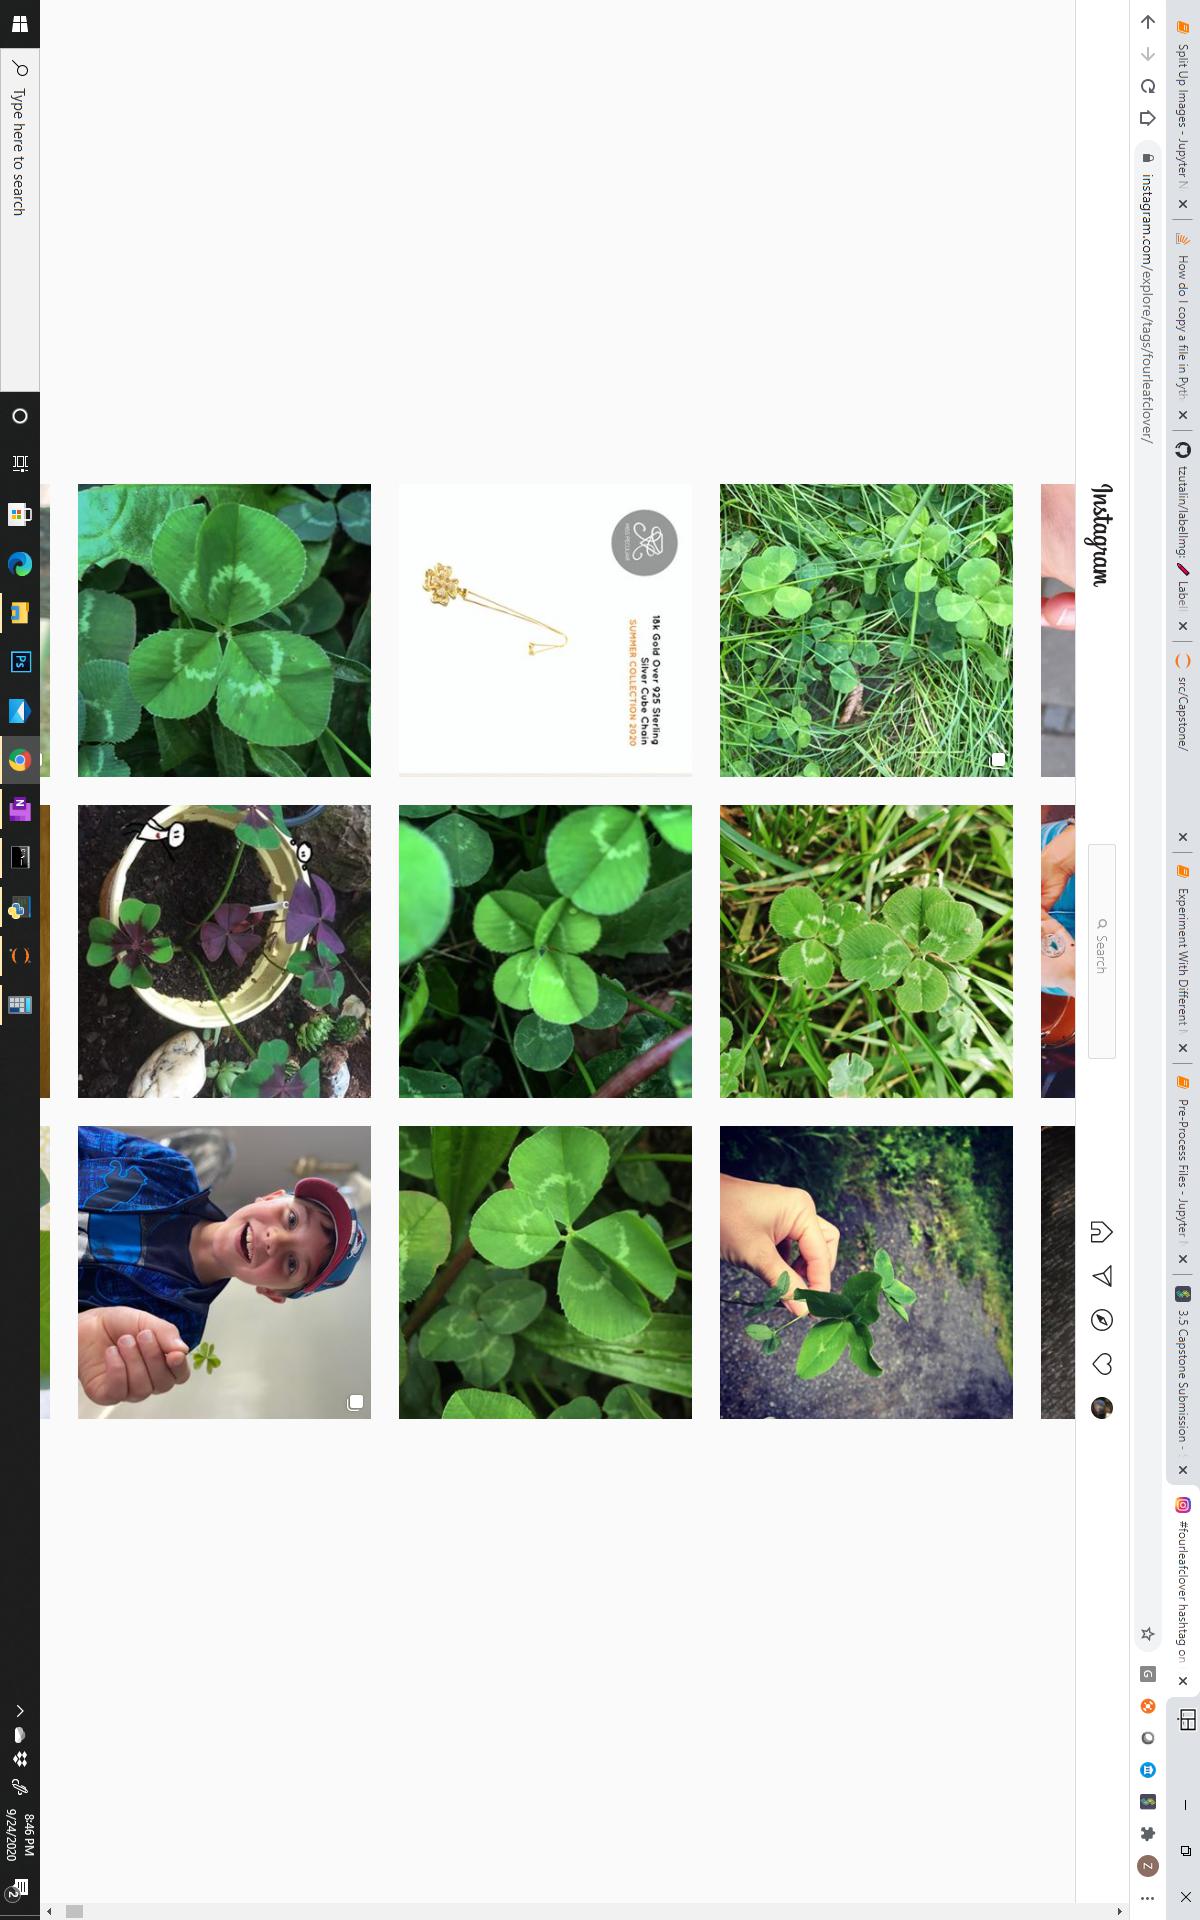 Split Up Images - Jupyter N
How do I copy a file in Pyth
tzutalin/labelImg: Label
src/Capstone/
Experiment With Different
Pre-Process Files - Jupyter
3.5 Capstone Submission -
#fourleafclover hashtag on
instagram.com/explore/tags/fourleafclover/
G
Z
Instagram
Search
18k Gold Over 925 Sterling
Silver Cube Chain
SUMMER COLLECTION 2020
Type here to search
Ps
N
8:46 PM
9/24/2020
2